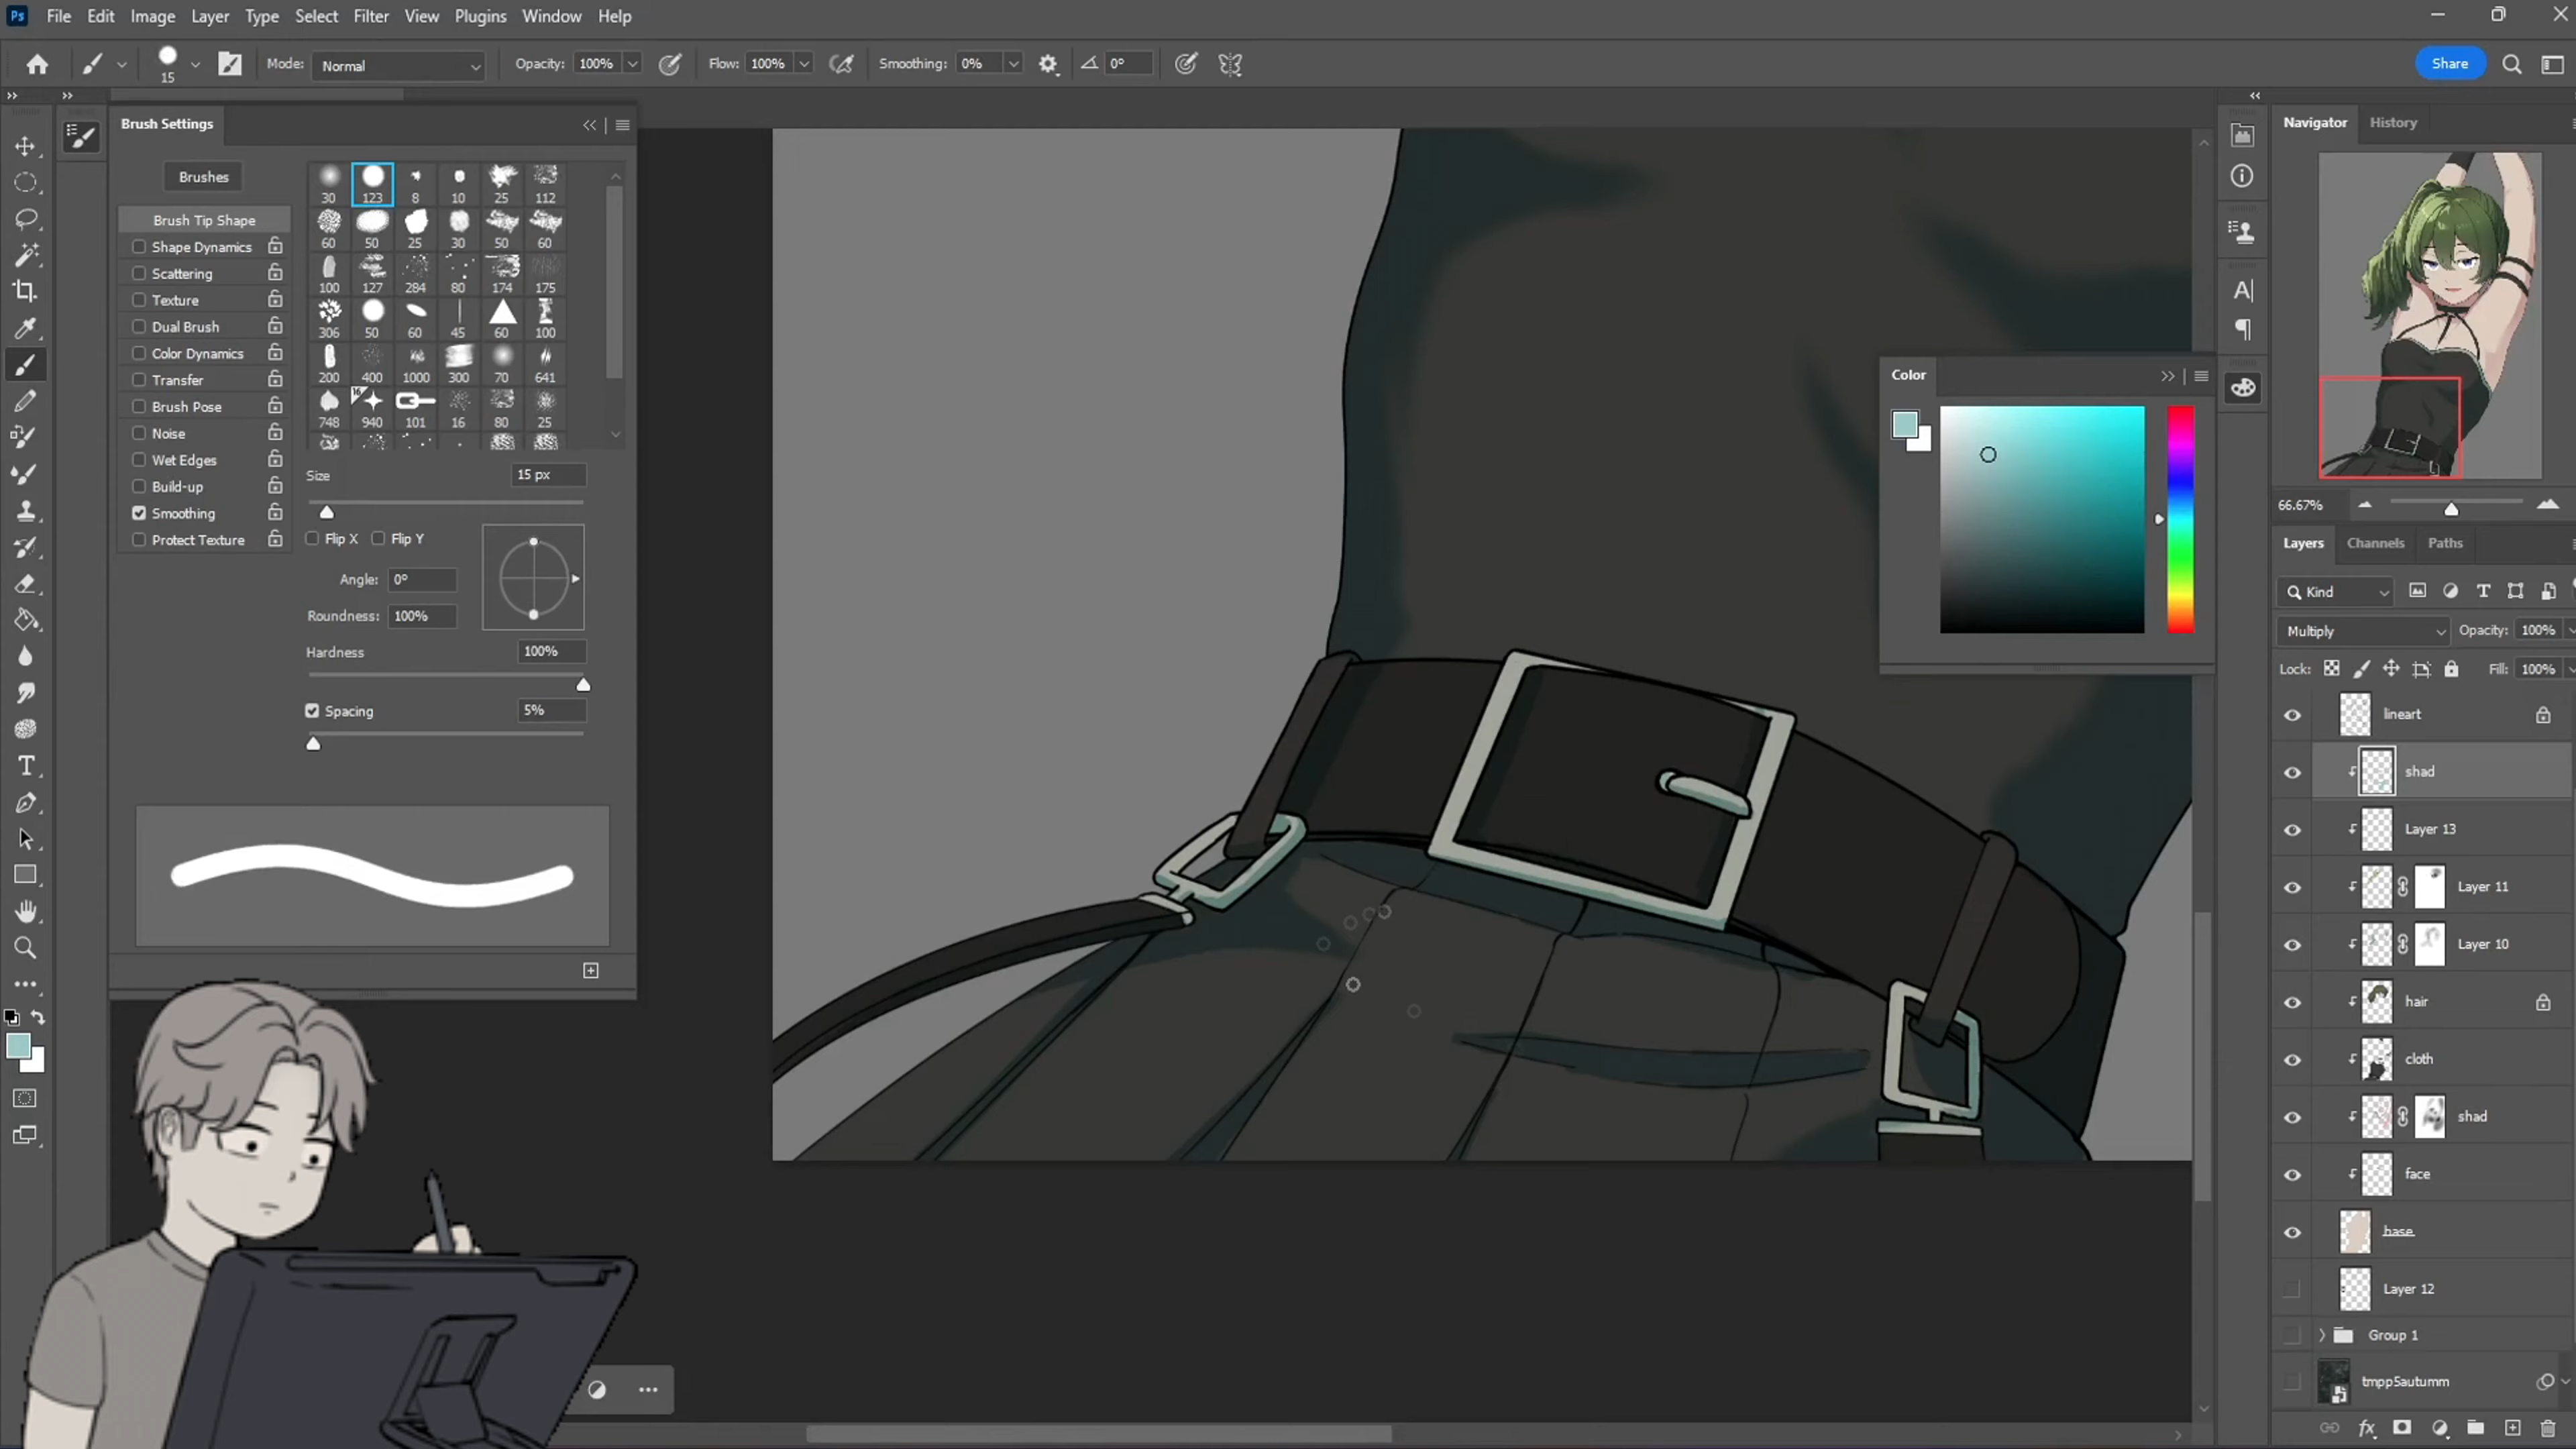 Ps File Edit Image Layer Type Select Filter View Plugins Window Help
15 Mode: Normal Opacity: 100% Flow: 100% Smoothing: 0% 0° Share
Brush Settings
Brushes
Brush Tip Shape
Shape Dynamics
Scattering
Texture
Dual Brush
Color Dynamics
Transfer
Brush Pose
Noise
Wet Edges
Build-up
Smoothing
Protect Texture
30 123 8 10 25 112
60 50 25 30 50 60
100 127 284 80 174 175
306 50 60 45 60 100
200 400 1000 300 70 641
748 940 101 16 80 25
Size 15 px
Flip X Flip Y
Angle: 0°
Roundness: 100%
Hardness 100%
Spacing 5%
Color
Navigator History
66.67%
Layers Channels Paths
Kind
Multiply Opacity: 100%
Lock: Fill: 100%
lineart
shad
Layer 13
Layer 11
Layer 10
hair
cloth
shad
face
base
Layer 12
Group 1
tmpp5autumm